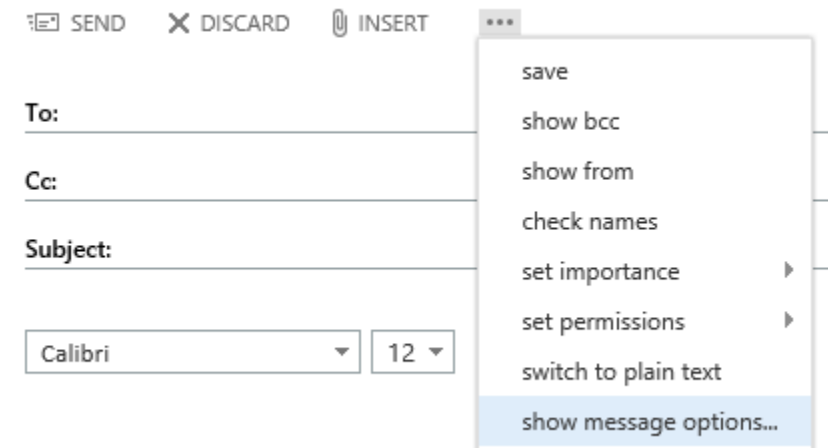 SEND DISCARD INSERT ...
save
To:
show bcc
show from
Cc:
check names
Subject:
set importance
set permissions
Calibri 12
switch to plain text
show message options...